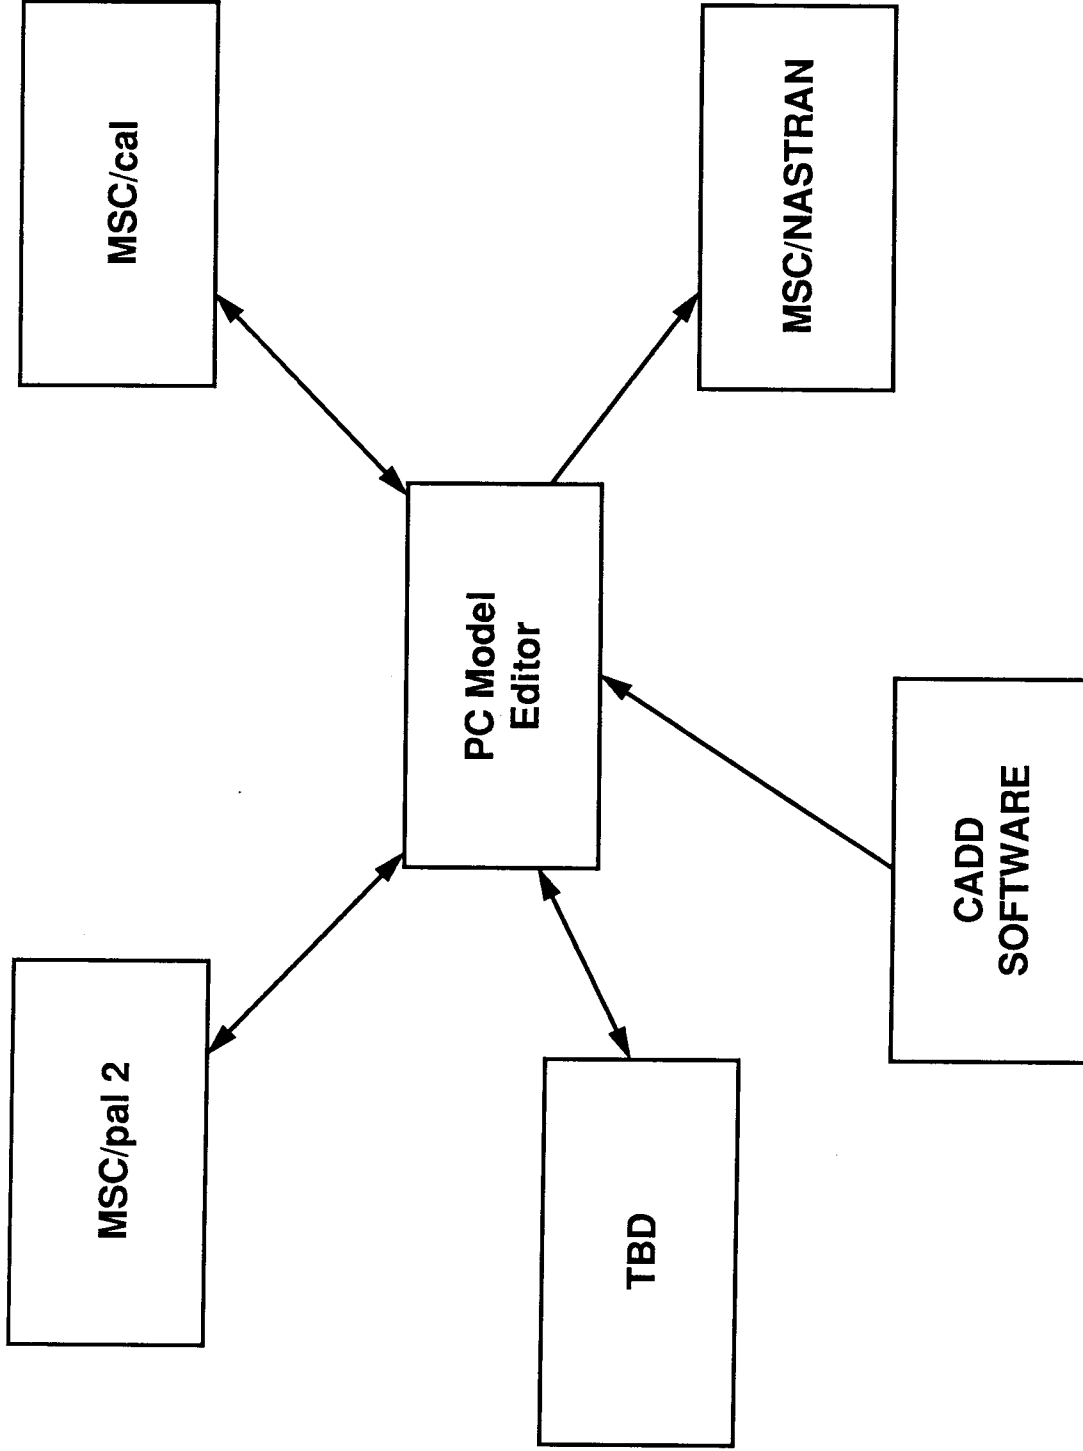 MSC/pal 2
MSC/cal
PC Model
Editor
TBD
MSC/NASTRAN
CADD
SOFTWARE